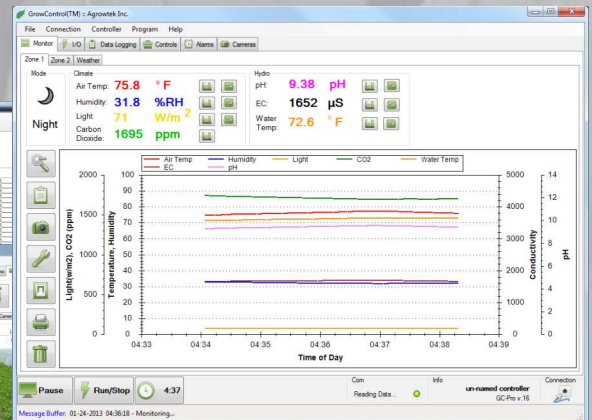 GrowControl(TM) :: Agrowtek Inc.
File Connection Controller Program Help
Monitor I/O Data Logging Controls Alarms Cameras
Zone 1 Zone 2 Weather
Mode Climate Hydro
Air Temp: 75.8 ° F pH: 9.38 pH
Humidity: 31.8 %RH EC: 1652 µS
Light 71 W/m 2 Water Temp: 72.6 ° F
Night Carbon Dioxide: 1695 ppm
Air Temp Humidity Light CO2 Water Temp
EC pH
2000 100 5000 14
90
80 4000 12
1500 70 10
60 3000
1000 50 8
40 2000 6
500 30 4
20 1000
10 2
0 0 0 0
Light(w/m2), CO2 (ppm)
Temperature, Humidity
Conductivity
pH
04:33 04:34 04:35 04:36 04:37 04:38 04:39
Time of Day
Pause Run/Stop 4:37
Com Info Connection
Reading Data... un-named controller
GC-Pro v.16
Message Buffer: 01-24-2013 04:36:18 - Monitoring...